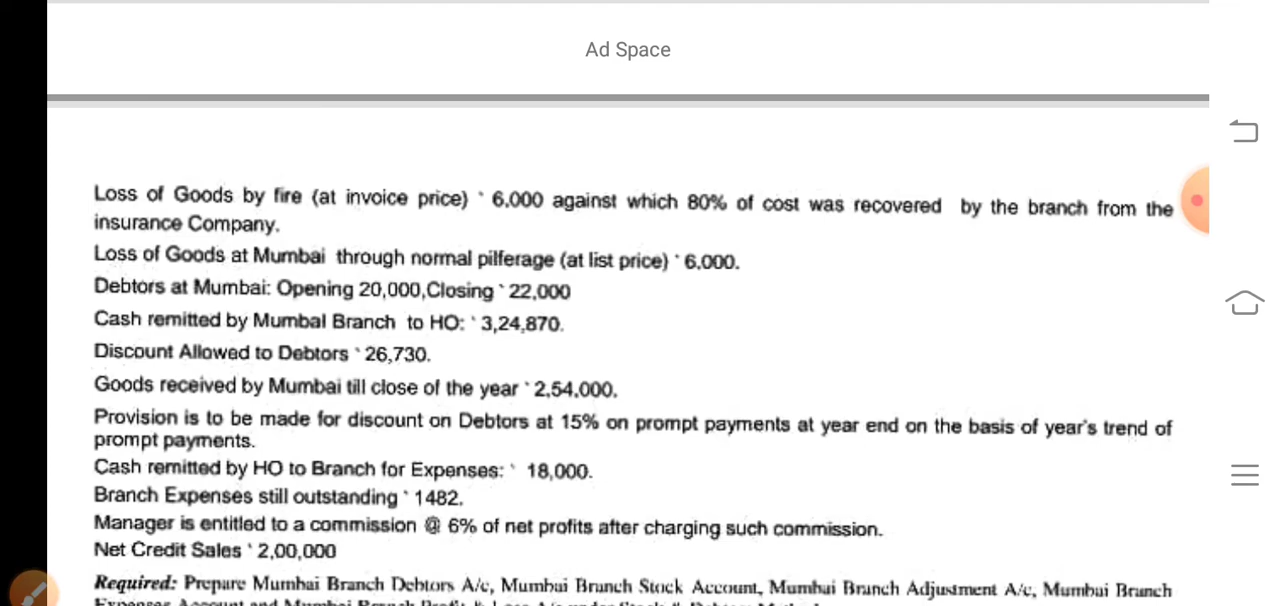 Ad Space
Loss of Goods by fire (at invoice price) ` 6,000 against which 80% of cost was recovered by the branch from the
insurance Company.
Loss of Goods at Mumbai through normal pilferage (at list price) ` 6,000.
Debtors at Mumbai: Opening 20,000,Closing ` 22,000
Cash remitted by Mumbai Branch to HO: ` 3,24,870.
Discount Allowed to Debtors ` 26,730.
Goods received by Mumbai till close of the year ` 2,54,000.
Provision is to be made for discount on Debtors at 15% on prompt payments at year end on the basis of year's trend of
prompt payments.
Cash remitted by HO to Branch for Expenses: ` 18,000.
Branch Expenses still outstanding ` 1482.
Manager is entitled to a commission @ 6% of net profits after charging such commission.
Net Credit Sales ` 2,00,000
Required: Prepare Mumbai Branch Debtors A/c, Mumbai Branch Stock Account, Mumbai Branch Adjustment A/c, Mumbai Branch